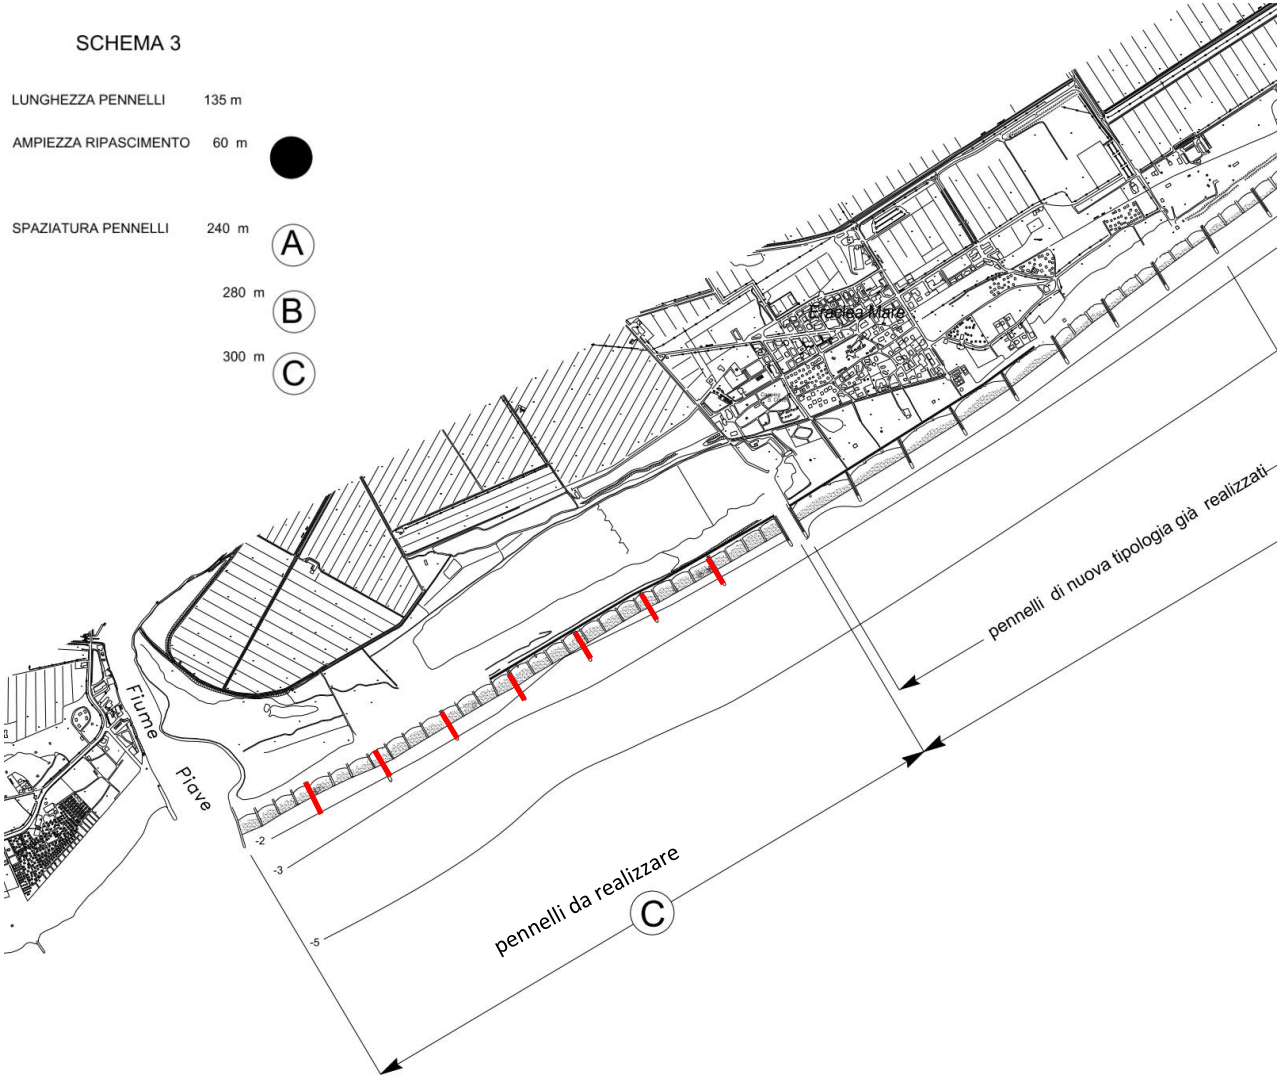 SCHEMA 3
LUNGHEZZA PENNELLI 135 m
AMPIEZZA RIPASCIMENTO 60 m
SPAZIATURA PENNELLI 240 m
A
280 m
B
300 m
C
Eraclea Mare
Fiume
Piave
pennelli di nuova tipologia già realizzati
-2
-3
-5
pennelli da realizzare
C